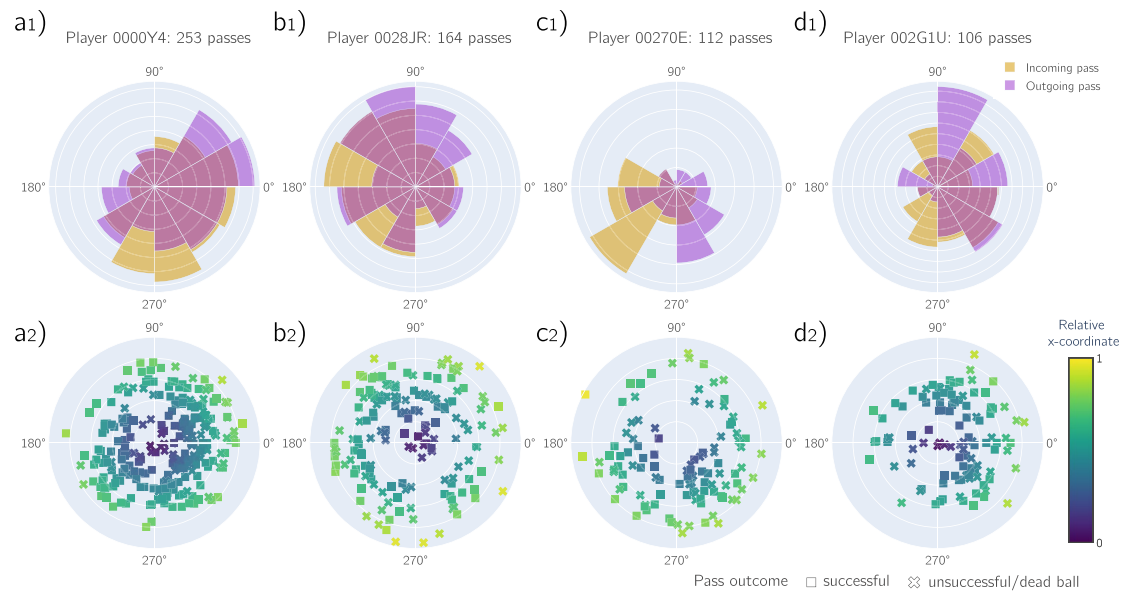 a1) b1) c1) d1)
Player 0000Y4: 253 passes Player 0028JR: 164 passes Player 00270E: 112 passes Player 002G1U: 106 passes
90° 90° 90° 90°
Incoming pass
Outgoing pass
180° 0° 180° 0° 180° 0° 180° 0°
270° 270° 270° 270°
a2) b2) c2) d2)
90° 90° 90° 90°
Relative
x-coordinate
1
180° 0° 180° 0° 180° 0° 180° 0°
0
270° 270° 270° 270°
Pass outcome successful unsuccessful/dead ball